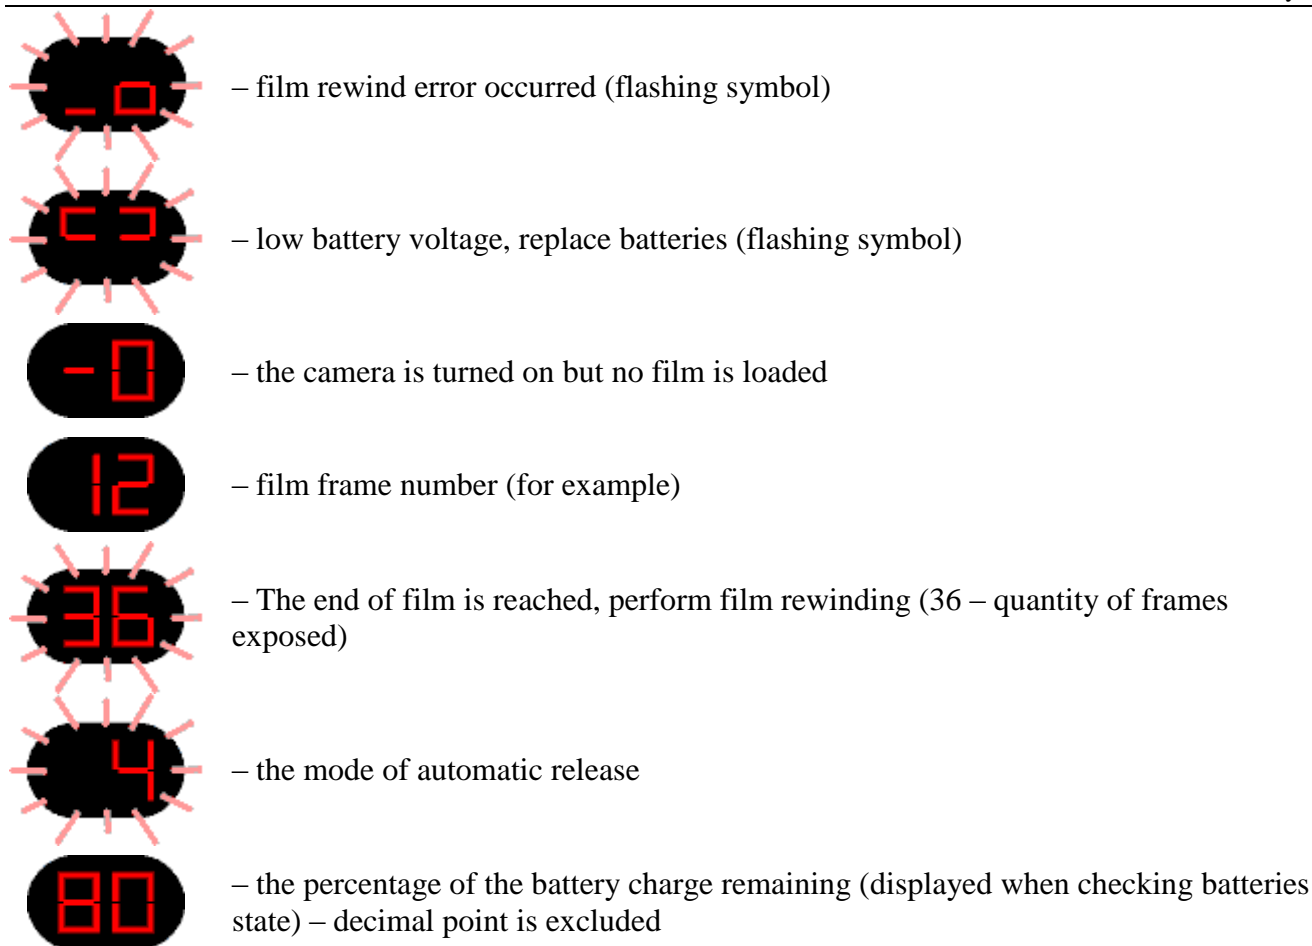 – film rewind error occurred (flashing symbol)
– low battery voltage, replace batteries (flashing symbol)
-0
– the camera is turned on but no film is loaded
12
– film frame number (for example)
36
– The end of film is reached, perform film rewinding (36 – quantity of frames
exposed)
4
– the mode of automatic release
80
– the percentage of the battery charge remaining (displayed when checking batteries
state) – decimal point is excluded